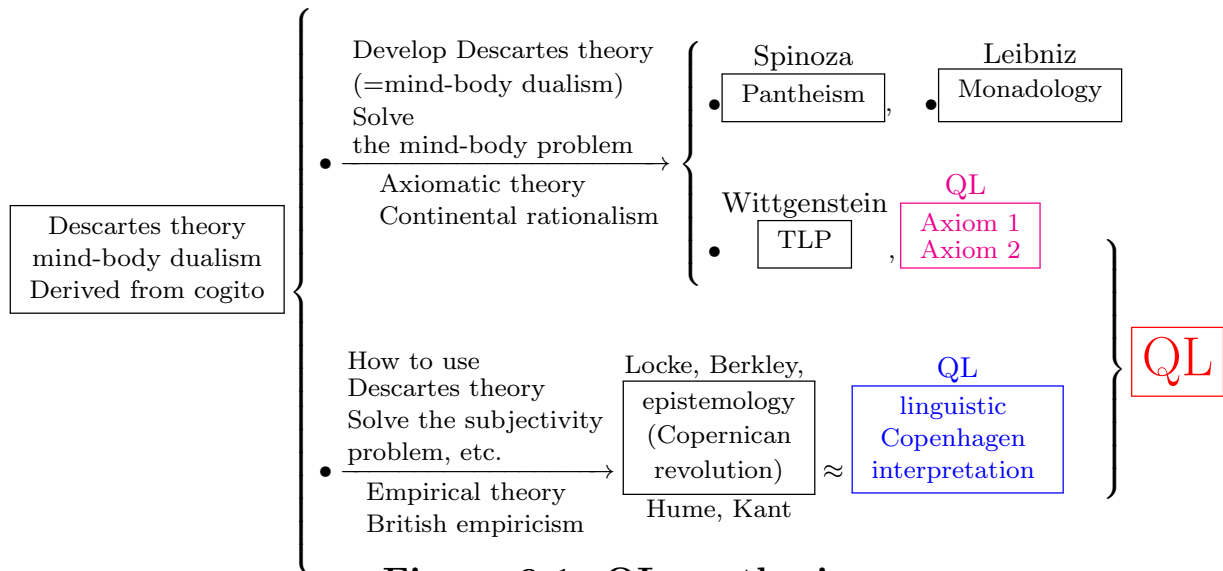 Descartes theory
mind-body dualism
Derived from cogito
Develop Descartes theory
(=mind-body dualism)
Solve
the mind-body problem
Axiomatic theory
Continental rationalism
Spinoza
• Pantheism,
Leibniz
• Monadology
Wittgenstein
• TLP
, QL
Axiom 1
Axiom 2
How to use
Descartes theory
Solve the subjectivity
problem, etc.
Empirical theory
British empiricism
Locke, Berkley,
epistemology
(Copernican
revolution)
Hume, Kant
≈
QL
linguistic
Copenhagen
interpretation
QL